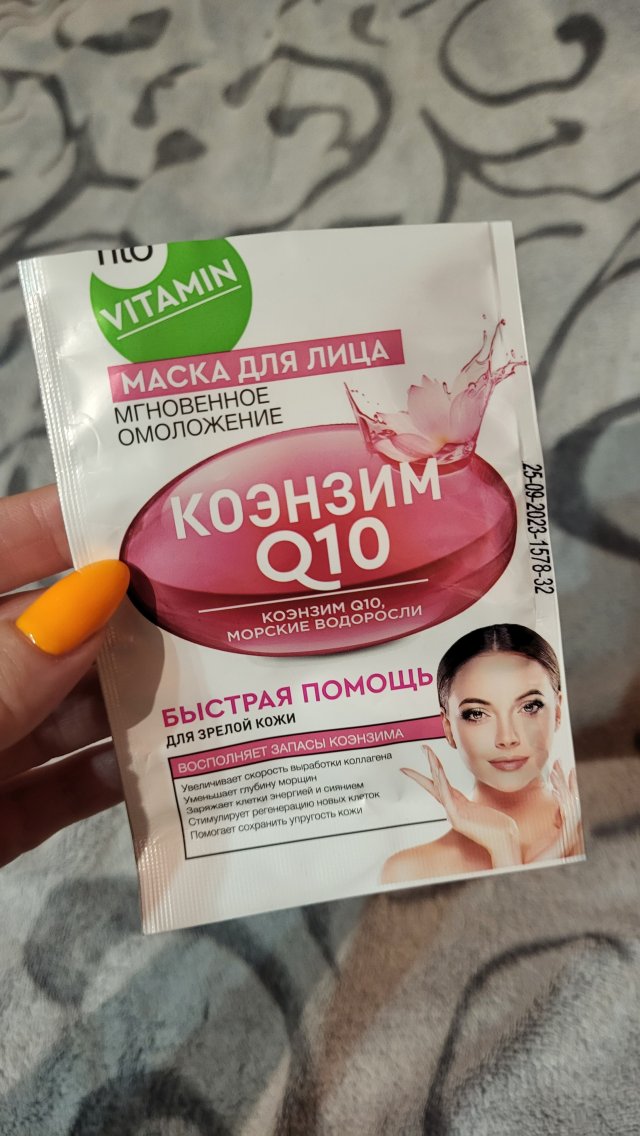 VITAMIN
МАСКА ДЛЯ ЛИЦА
МГНОВЕННОЕ
ОМОЛОЖЕНИЕ
КОЭНЗИМ
Q10
КОЭНЗИМ Q10,
МОРСКИЕ ВОДОРОСЛИ
25-09-2023-1578-32
БЫСТРАЯ ПОМОЩЬ
ДЛЯ ЗРЕЛОЙ КОЖИ
ВОСПОЛНЯЕТ ЗАПАСЫ КОЭНЗИМА
Увеличивает скорость выработки коллагена
Уменьшает глубину морщин
Заряжает клетки энергией и сиянием
Стимулирует регенерацию новых клеток
Помогает сохранить упругость кожи